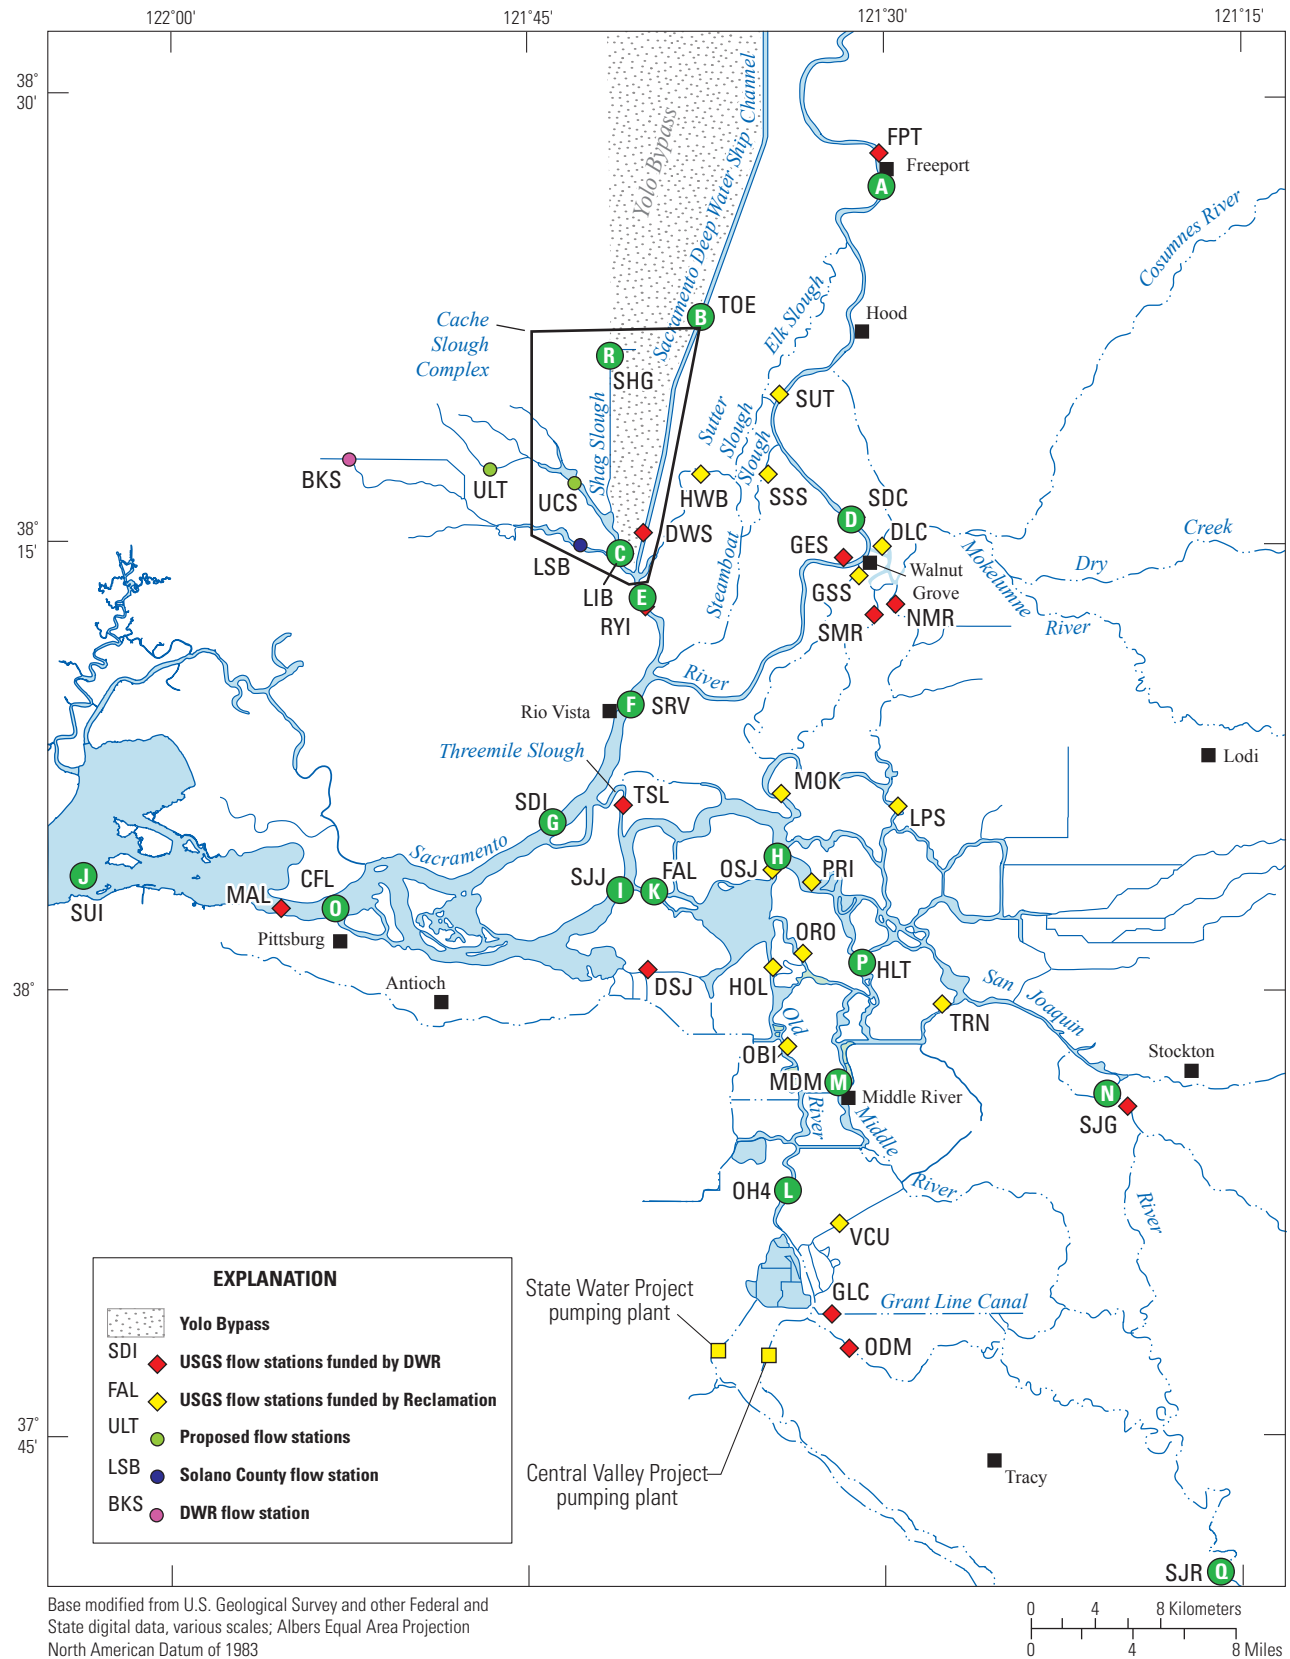 122°00'
121°45'
121°30'
121°15'
38°
30'
FPT
Freeport
A
Yolo Bypass
Sacramento Deep Water Ship Channel
Cosumnes River
Elk Slough
Hood
B
TOE
Cache
Slough
Complex
R
SHG
SUT
Sutter
Slough
Shag Slough
Steamboat Slough
BKS
ULT
UCS
HWB
SSS
SDC
D
DLC
38°
15'
DWS
GES
Walnut
Grove
Mokelumne
River
Dry
Creek
LSB
C
LIB
E
RYI
GSS
SMR
NMR
River
Rio Vista
F
SRV
Lodi
Threemile Slough
TSL
MOK
LPS
SDI
G
Sacramento
J
SUI
MAL
CFL
O
Pittsburg
SJJ
I
K
FAL
OSJ
H
PRI
ORO
P
HLT
Antioch
38°
DSJ
HOL
TRN
San Joaquin
Old
River
OBI
MDM
M
Middle River
Stockton
N
SJG
Middle
River
River
OH4
L
VCU
GLC
Grant Line Canal
ODM
State Water Project
pumping plant
Central Valley Project
pumping plant
37°
45'
Tracy
SJR
Q
EXPLANATION
Yolo Bypass
SDI
USGS flow stations funded by DWR
FAL
USGS flow stations funded by Reclamation
ULT
Proposed flow stations
LSB
Solano County flow station
BKS
DWR flow station
Base modified from U.S. Geological Survey and other Federal and
State digital data, various scales; Albers Equal Area Projection
North American Datum of 1983
0 4 8 Kilometers
0 4 8 Miles